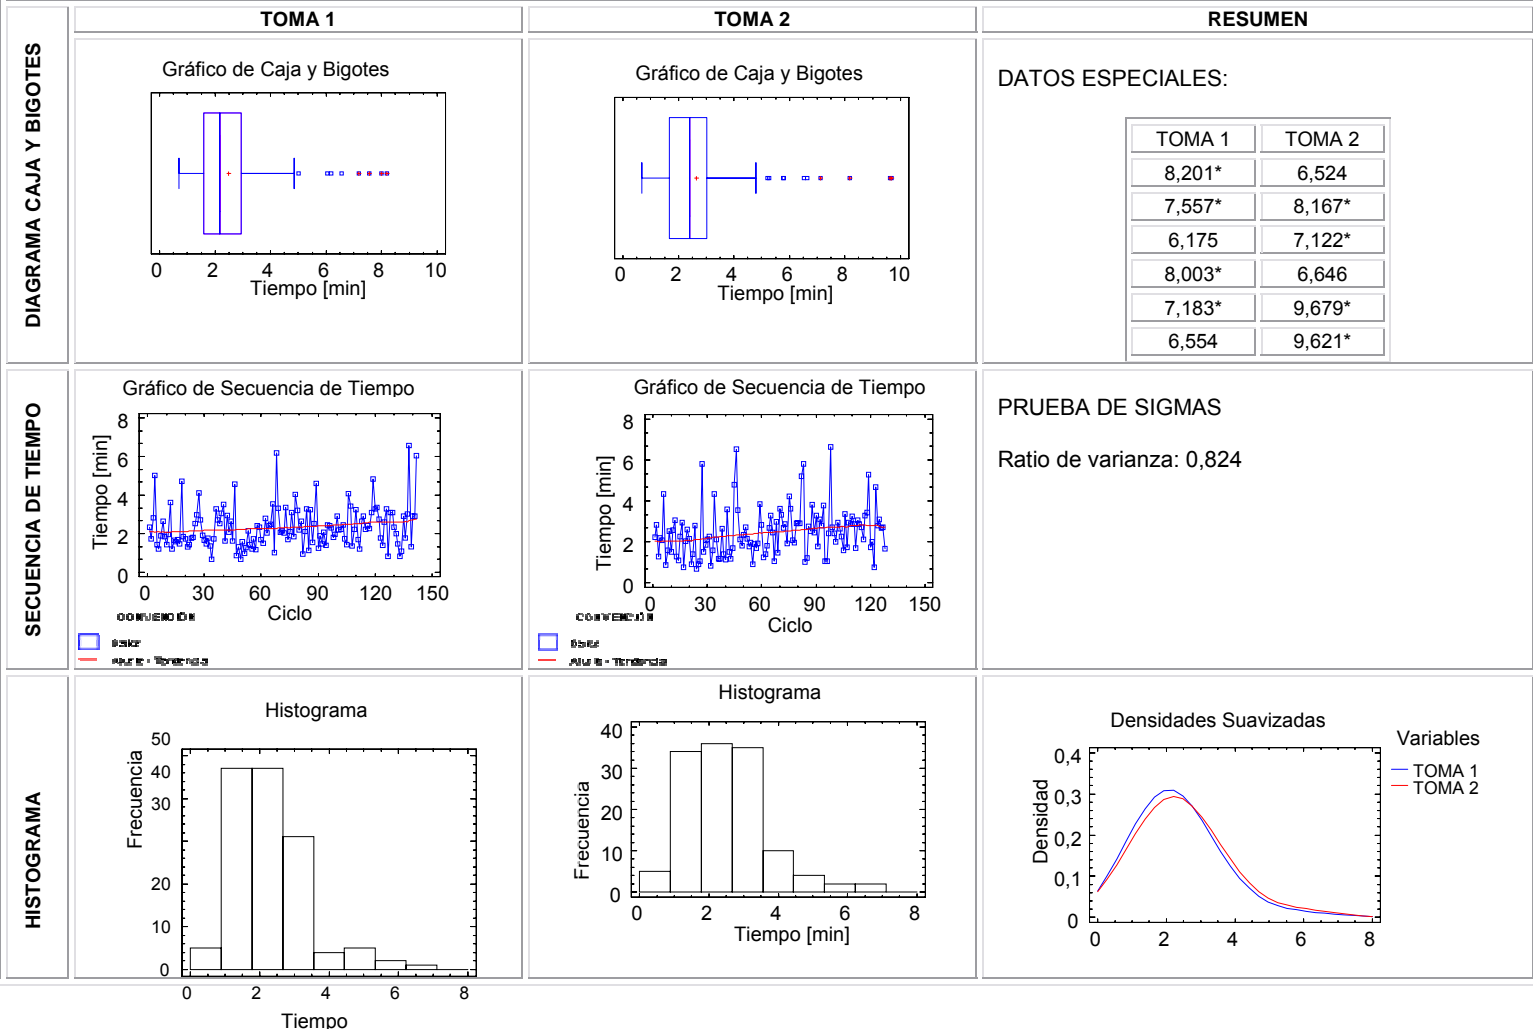 TOMA 1
TOMA 2
RESUMEN
DIAGRAMA CAJA Y BIGOTES
Gráfico de Caja y Bigotes
0 2 4 6 8 10
Tiempo [min]
Gráfico de Caja y Bigotes
0 2 4 6 8 10
Tiempo [min]
DATOS ESPECIALES:
TOMA 1 TOMA 2
8,201* 6,524
7,557* 8,167*
6,175 7,122*
8,003* 6,646
7,183* 9,679*
6,554 9,621*
SECUENCIA DE TIEMPO
Gráfico de Secuencia de Tiempo
Tiempo [min]
8
6
4
2
0
0 30 60 90 120 150
Ciclo
Gráfico de Secuencia de Tiempo
Tiempo [min]
8
6
4
2
0
0 30 60 90 120 150
Ciclo
PRUEBA DE SIGMAS
Ratio de varianza: 0,824
HISTOGRAMA
Histograma
Frecuencia
50
40
30
20
10
0
0 2 4 6 8
Tiempo
Histograma
Frecuencia
40
30
20
10
0
0 2 4 6 8
Tiempo [min]
Densidades Suavizadas
Densidad
0,4
0,3
0,2
0,1
0
0 2 4 6 8
Variables
TOMA 1
TOMA 2